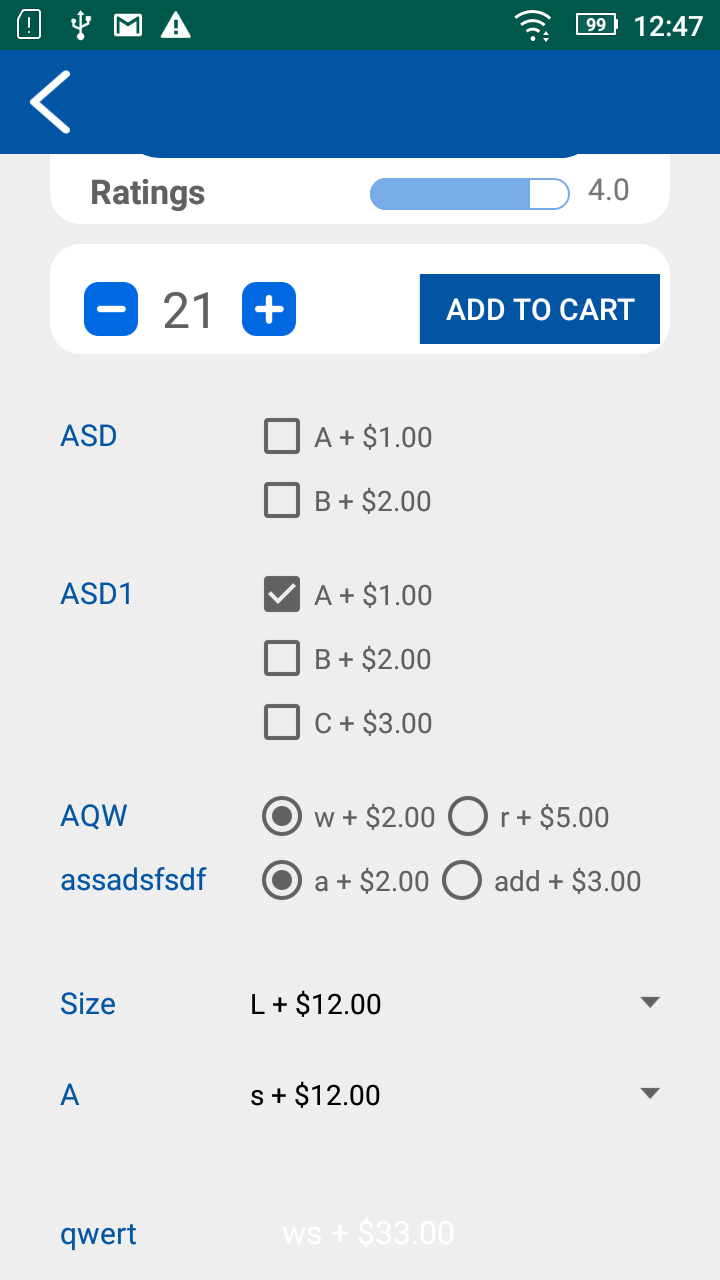 99 12:47
Ratings 4.0
21 ADD TO CART
ASD A + $1.00
B + $2.00
ASD1 A + $1.00
B + $2.00
C + $3.00
AQW w + $2.00 r + $5.00
assadsfsdf a + $2.00 add + $3.00
Size L + $12.00
A s + $12.00
qwert ws + $33.00